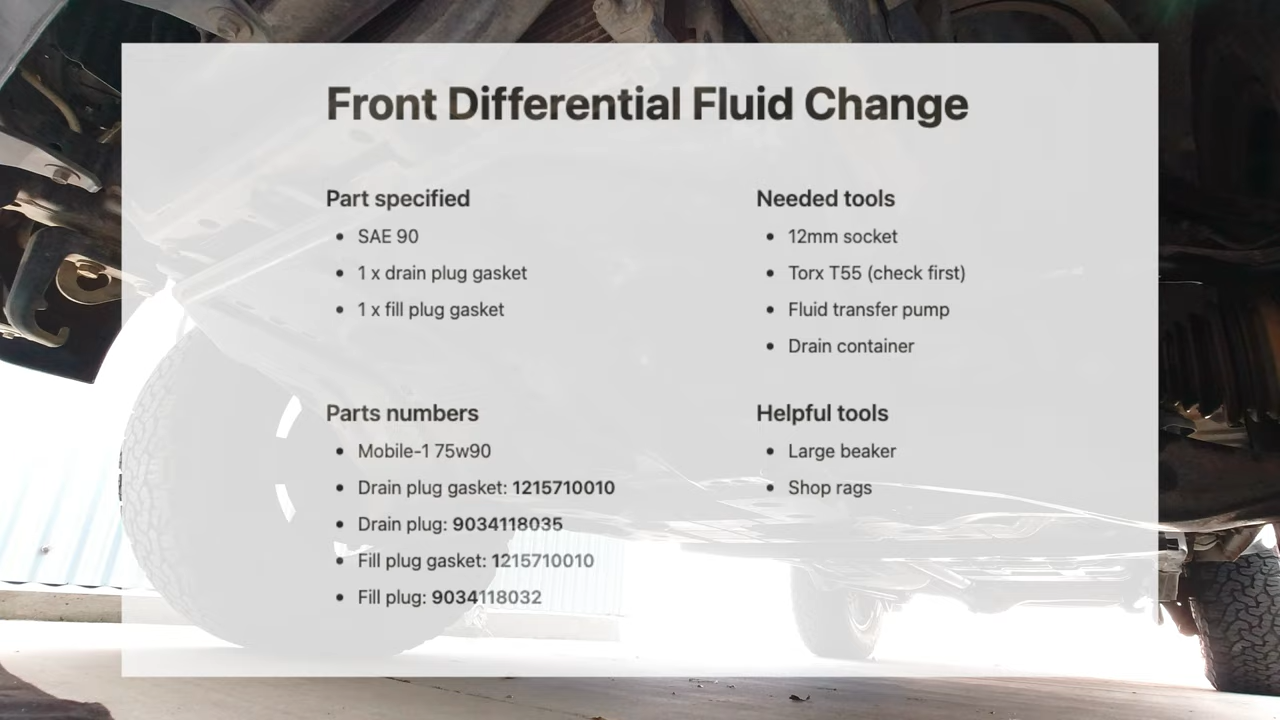 Front Differential Fluid Change
Part specified
• SAE 90
• 1 x drain plug gasket
• 1 x fill plug gasket
Needed tools
• 12mm socket
• Torx T55 (check first)
• Fluid transfer pump
• Drain container
Parts numbers
• Mobile-1 75w90
• Drain plug gasket: 1215710010
• Drain plug: 9034118035
• Fill plug gasket: 1215710010
• Fill plug: 9034118032
Helpful tools
• Large beaker
• Shop rags